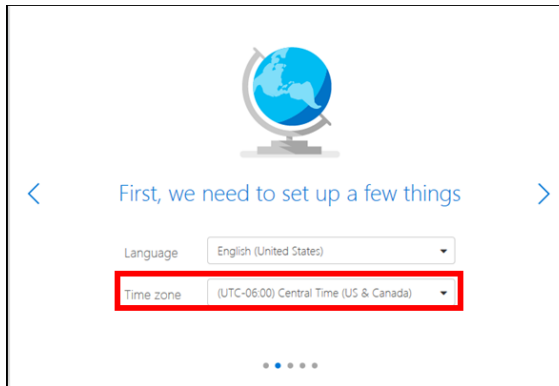 First, we need to set up a few things
Language English (United States)
Time zone (UTC-06:00) Central Time (US & Canada)